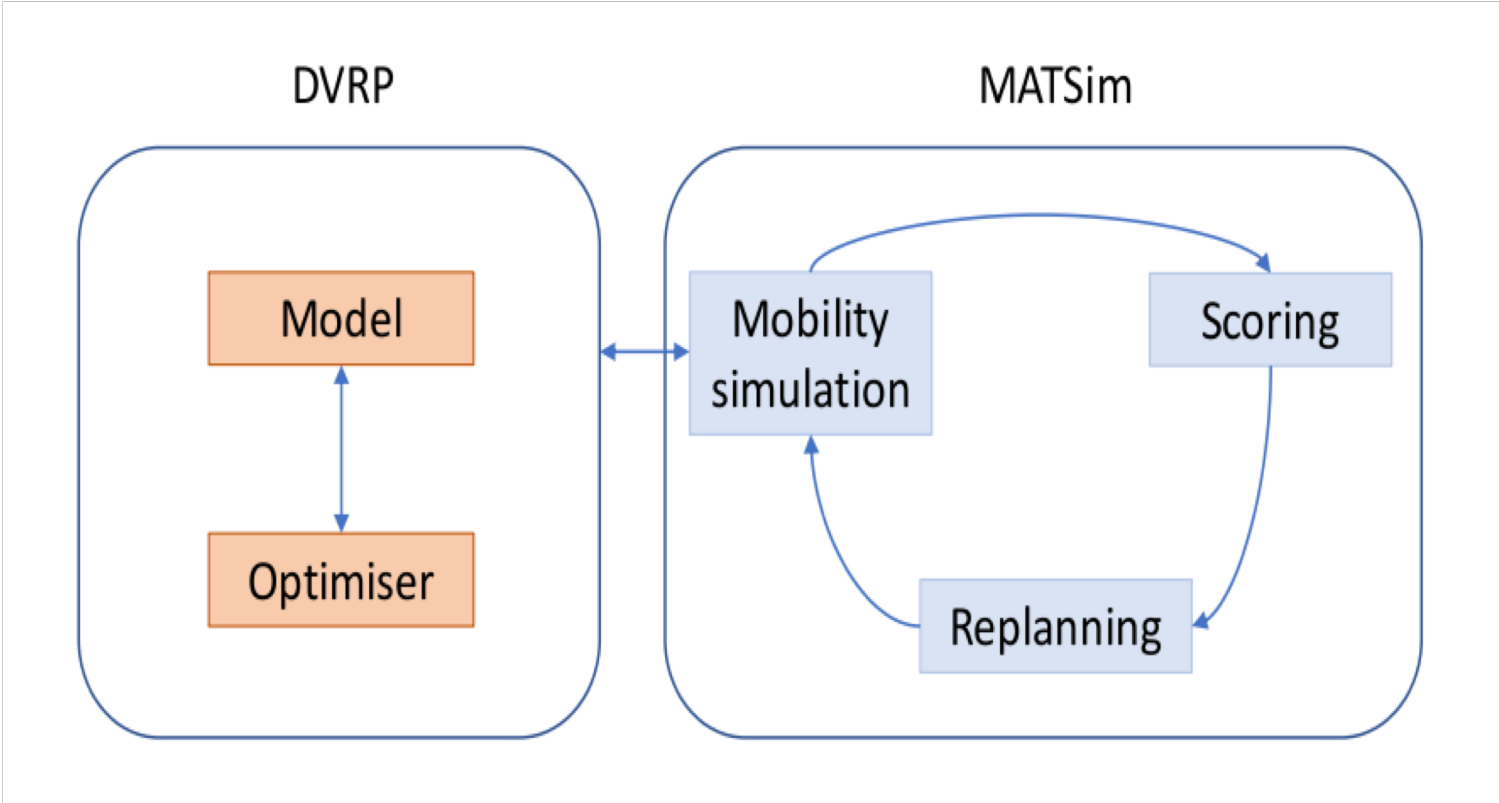 DVRP
MATSim
Model
Optimiser
Mobility
simulation
Scoring
Replanning